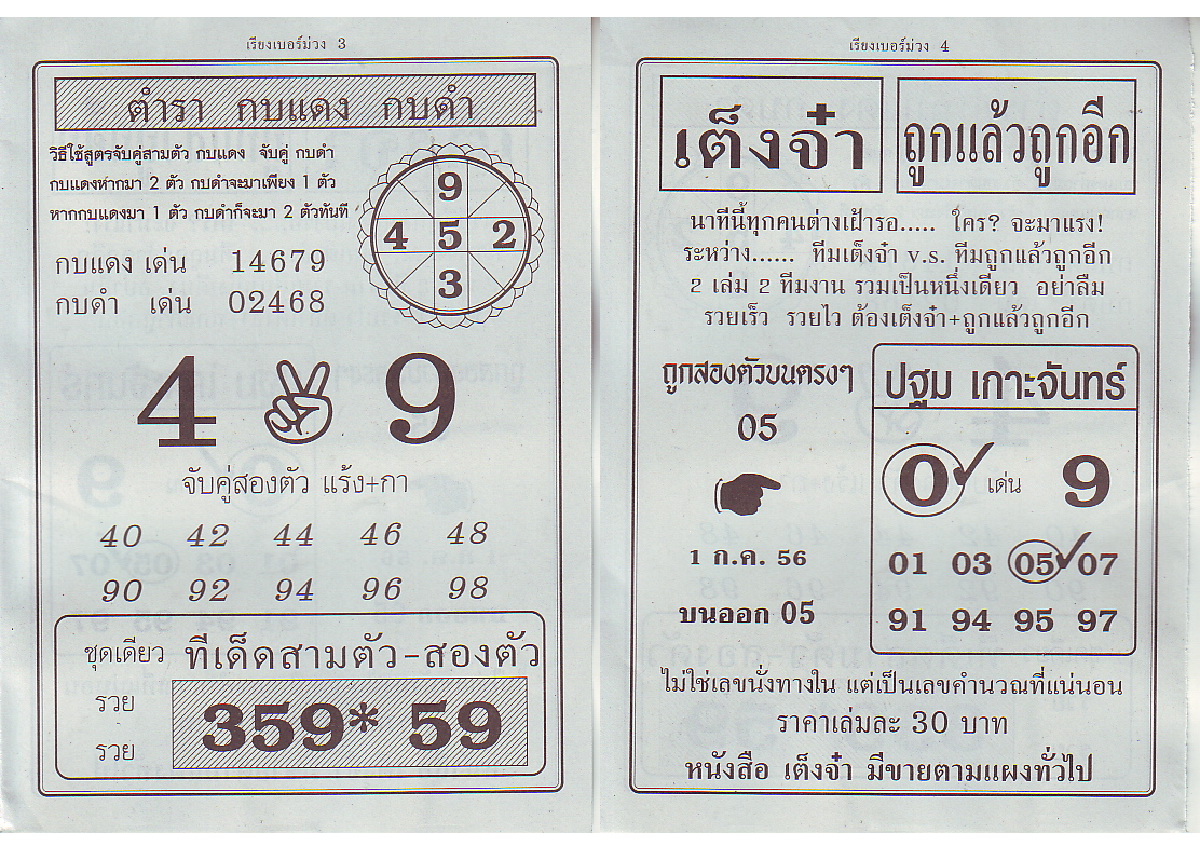 เรียงเบอร์ม่วง 3
ตำรา กบแดง กบดำ
วิธีใช้สูตรจับคู่สามตัว กบแดง จับคู่ กบดำ
กบแดงหากมา 2 ตัว กบดำจะมาเพียง 1 ตัว
หากกบแดงมา 1 ตัว กบดำก็จะมา 2 ตัวทันที
9
4 5 2
3
กบแดง เด่น 14679
กบดำ เด่น 02468
4 9
จับคู่สองตัว แร้ง+กา
40 42 44 46 48
90 92 94 96 98
ชุดเดียว ทีเด็ดสามตัว-สองตัว
รวย
359* 59
รวย
เรียงเบอร์ม่วง 4
เต็งจ๋า
ถูกแล้วถูกอีก
นาทีนี้ทุกคนต่างเฝ้ารอ..... ใคร? จะมาแรง!
ระหว่าง...... ทีมเต็งจ๋า v.s. ทีมถูกแล้วถูกอีก
2 เล่ม 2 ทีมงาน รวมเป็นหนึ่งเดียว อย่าลืม
รวยเร็ว รวยไว ต้องเต็งจ๋า+ถูกแล้วถูกอีก
ถูกสองตัวบนตรงๆ
05
1 ก.ค. 56
บนออก 05
ปฐม เกาะจันทร์
0 เด่น 9
01 03 05 07
91 94 95 97
ไม่ใช่เลขนั่งทางใน แต่เป็นเลขคำนวณที่แน่นอน
ราคาเล่มละ 30 บาท
หนังสือ เต็งจ๋า มีขายตามแผงทั่วไป